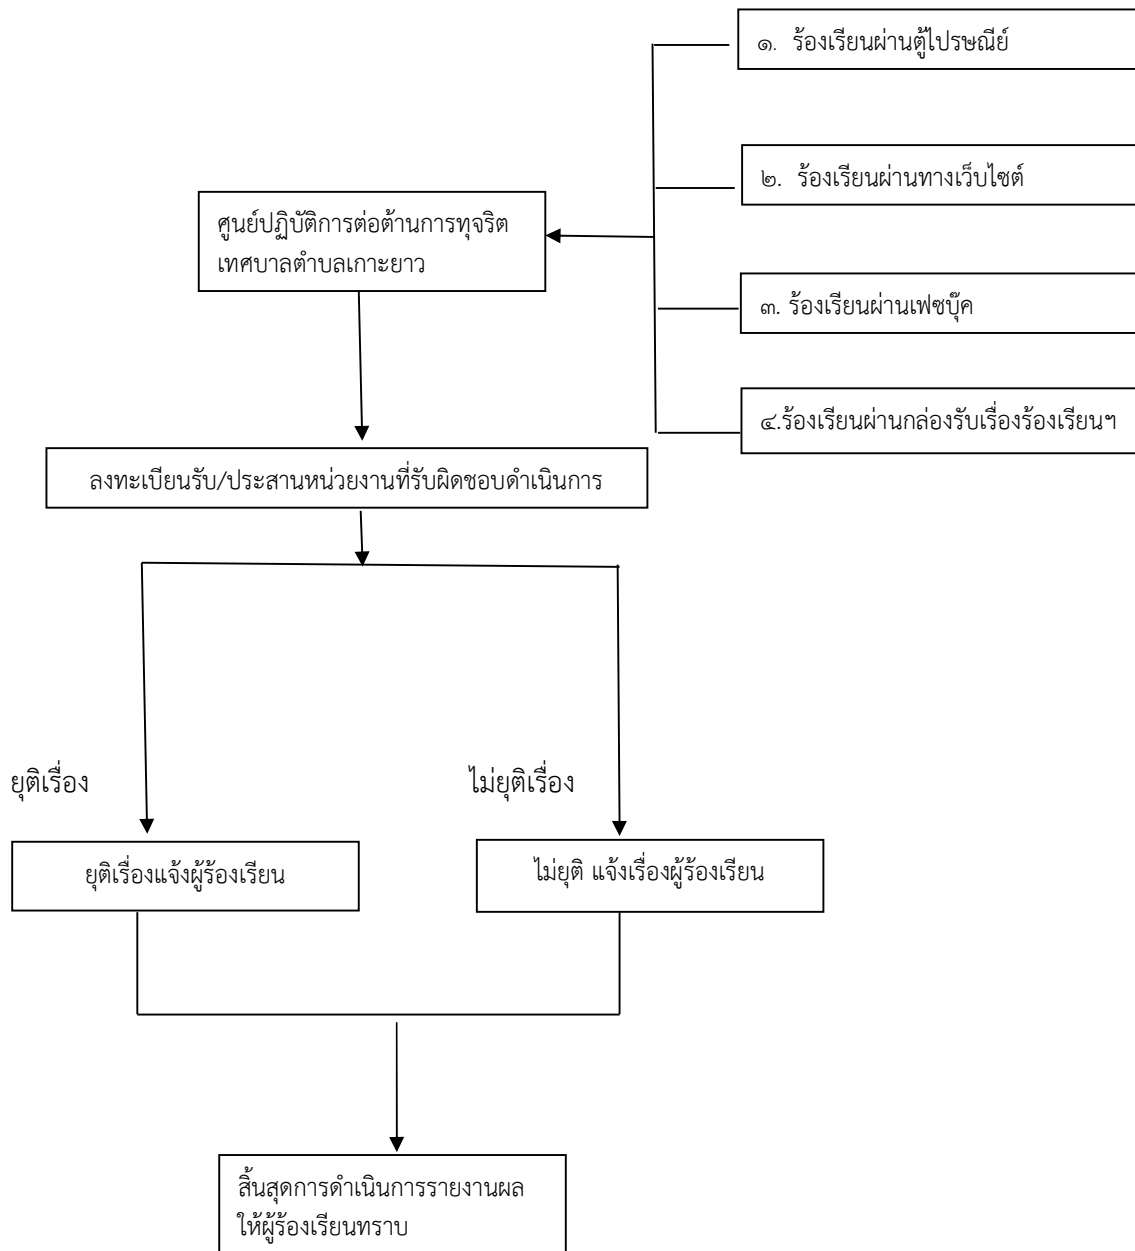 ๑. ร้องเรียนผ่านตู้ไปรษณีย์
๒. ร้องเรียนผ่านทางเว็บไซต์
ศูนย์ปฏิบัติการต่อต้านการทุจริต
เทศบาลตำบลเกาะยาว
๓. ร้องเรียนผ่านเฟซบุ๊ค
๔.ร้องเรียนผ่านกล่องรับเรื่องร้องเรียนฯ
ลงทะเบียนรับ/ประสานหน่วยงานที่รับผิดชอบดำเนินการ
ยุติเรื่อง
ไม่ยุติเรื่อง
ยุติเรื่องแจ้งผู้ร้องเรียน
ไม่ยุติ แจ้งเรื่องผู้ร้องเรียน
สิ้นสุดการดำเนินการรายงานผล
ให้ผู้ร้องเรียนทราบ